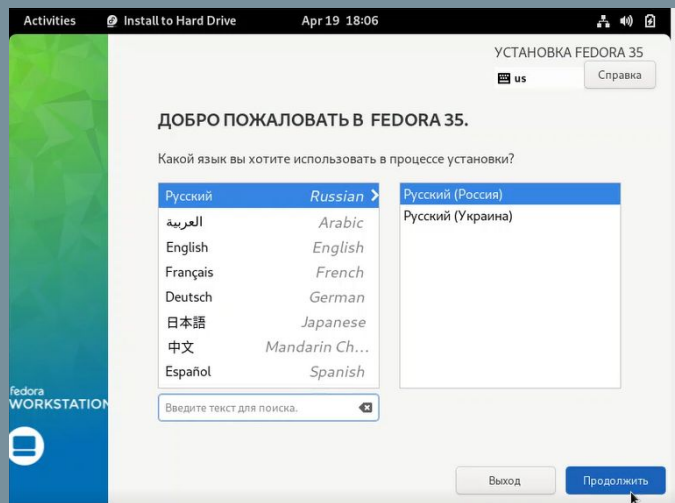 Activities Install to Hard Drive Apr 19 18:06
УСТАНОВКА FEDORA 35
us Справка
ДОБРО ПОЖАЛОВАТЬ В FEDORA 35.
Какой язык вы хотите использовать в процессе установки?
Русский Russian Русский (Россия)
العربية Arabic Русский (Украина)
English English
Français French
Deutsch German
日本語 Japanese
中文 Mandarin Ch...
Español Spanish
fedora
WORKSTATION
Введите текст для поиска.
Выход Продолжить